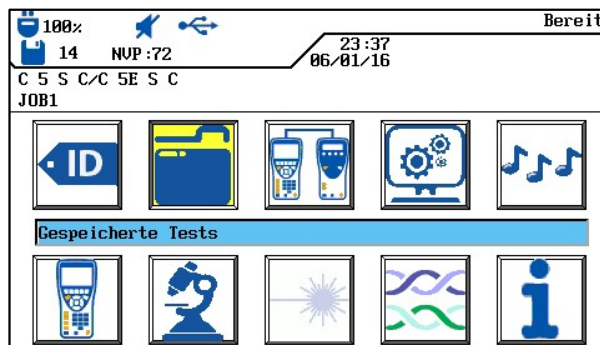 100% Bereit
14 NVP:72 23:37
06/01/16
C 5 S C/C 5E S C
JOB1
ID
Gespeicherte Tests
i